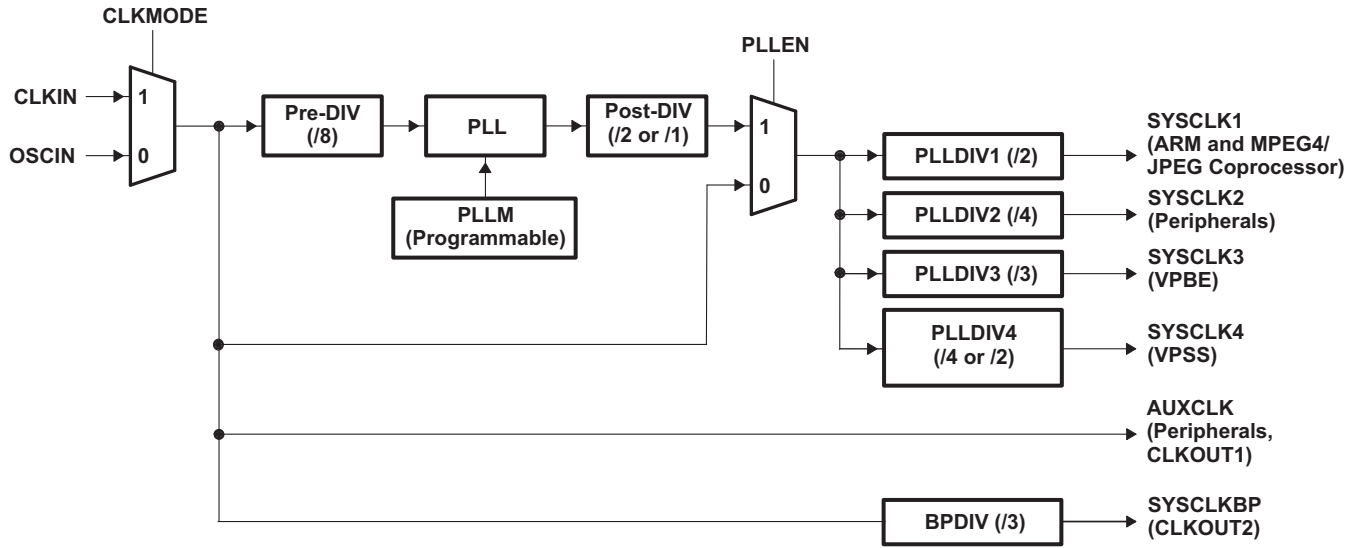 CLKMODE
PLLEN
CLKIN
1
OSCIN
0
Pre-DIV
(/8)
PLL
Post-DIV
(/2 or /1)
PLLM
(Programmable)
1
0
PLLDIV1 (/2)
SYSCLK1
(ARM and MPEG4/
JPEG Coprocessor)
PLLDIV2 (/4)
SYSCLK2
(Peripherals)
PLLDIV3 (/3)
SYSCLK3
(VPBE)
PLLDIV4
(/4 or /2)
SYSCLK4
(VPSS)
AUXCLK
(Peripherals,
CLKOUT1)
BPDIV (/3)
SYSCLKBP
(CLKOUT2)